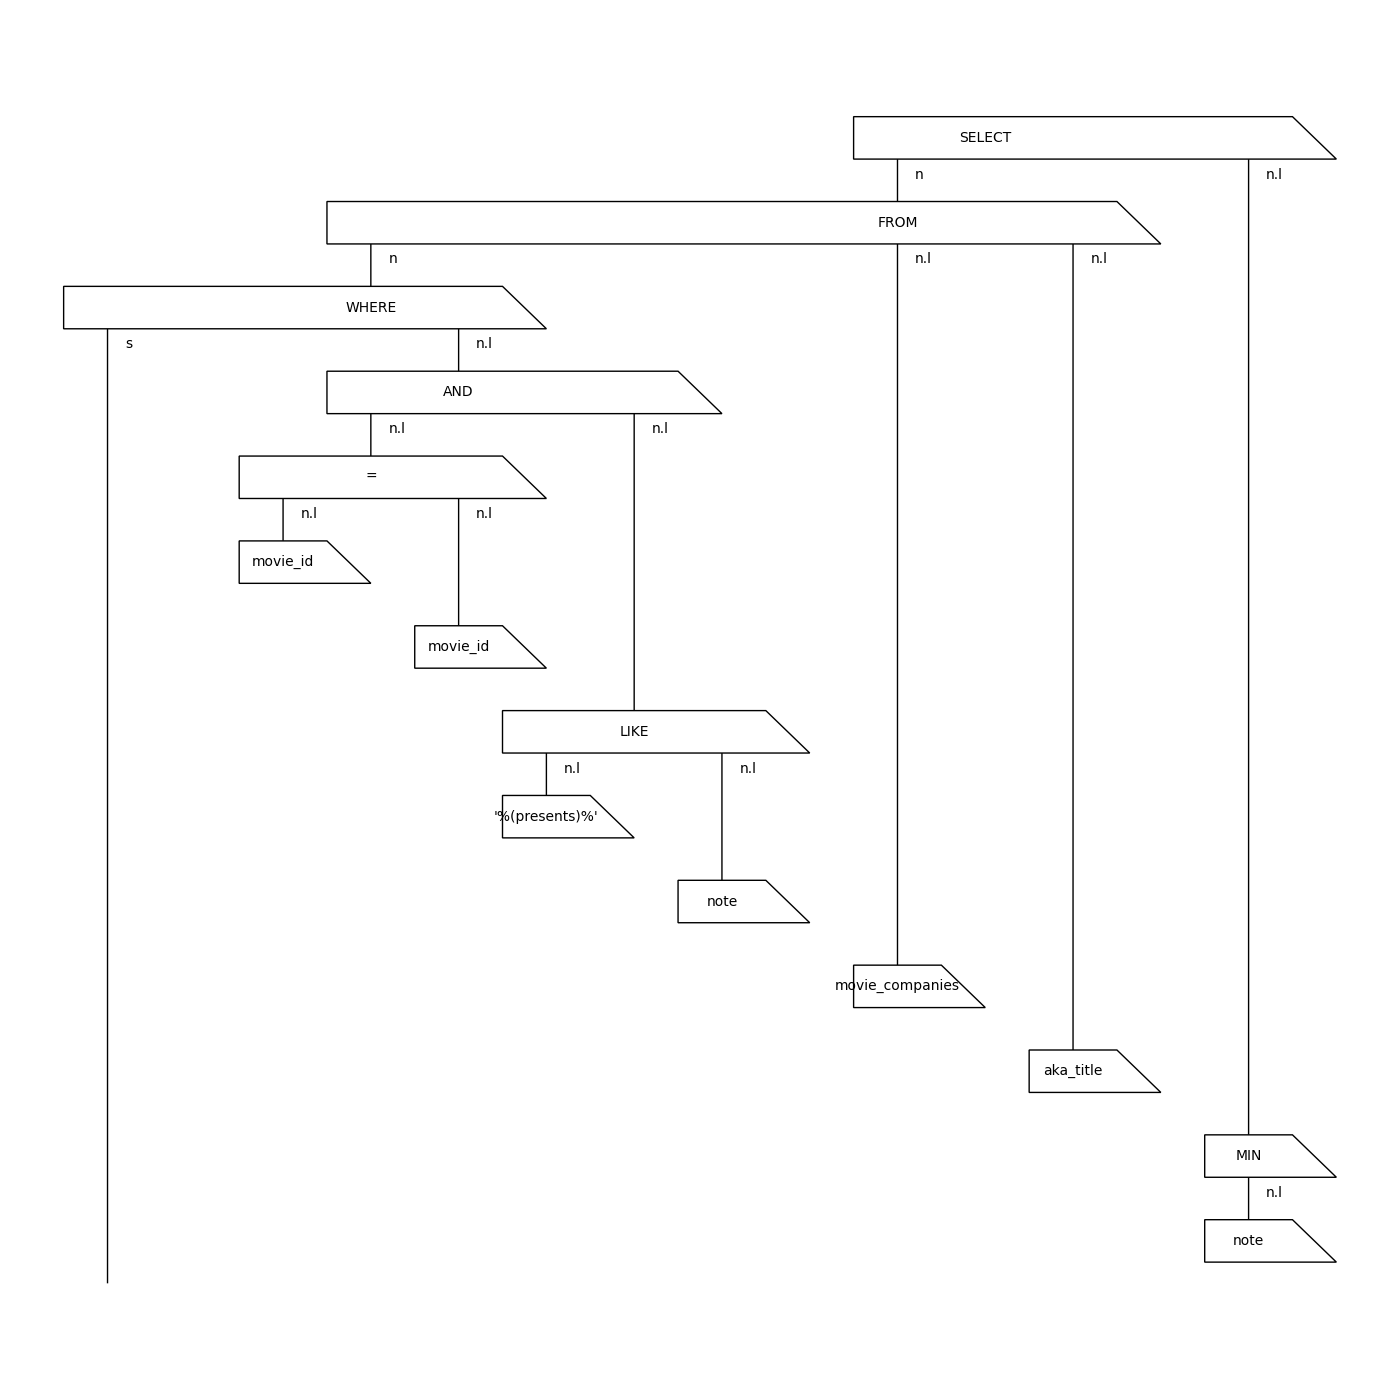 SELECT
n n.l
FROM
n n.l n.l
WHERE
s n.l
AND
n.l n.l
=
n.l n.l
movie_id
movie_id
LIKE
n.l n.l
'%(presents)%'
note
movie_companies
aka_title
MIN
n.l
note